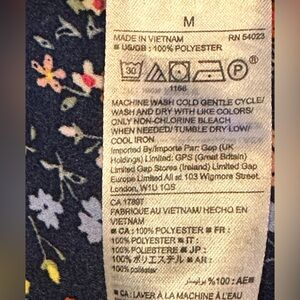 M
MADE IN VIETNAM RN 54023
■ US/GB : 100% POLYESTER
30 P
1166
MACHINE WASH COLD GENTLE CYCLE/
WASH AND DRY WITH LIKE COLORS/
ONLY NON-CHLORINE BLEACH
WHEN NEEDED/ TUMBLE DRY LOW/
COOL IRON
Imported By/Importe Par: Gap (UK
Holdings) Limited: GPS (Great Britain)
Limited Gap Stores (Ireland) Limited Gap
Europe Limited All at 103 Wigmore Street,
London, W1U 1QS
CA 17897
FABRIQUE AU VIETNAM/ HECHO EN
VIETNAM
■ CA : 100% POLYESTER ■ FR :
100% POLYESTER ■ IT :
100% POLIESTERE ■ JP :
100% ポリエステル ■ AR :
100% poliéster
بوليستر %100 : AE■
■ CA : LAVER À LA MACHINE À L'EAU